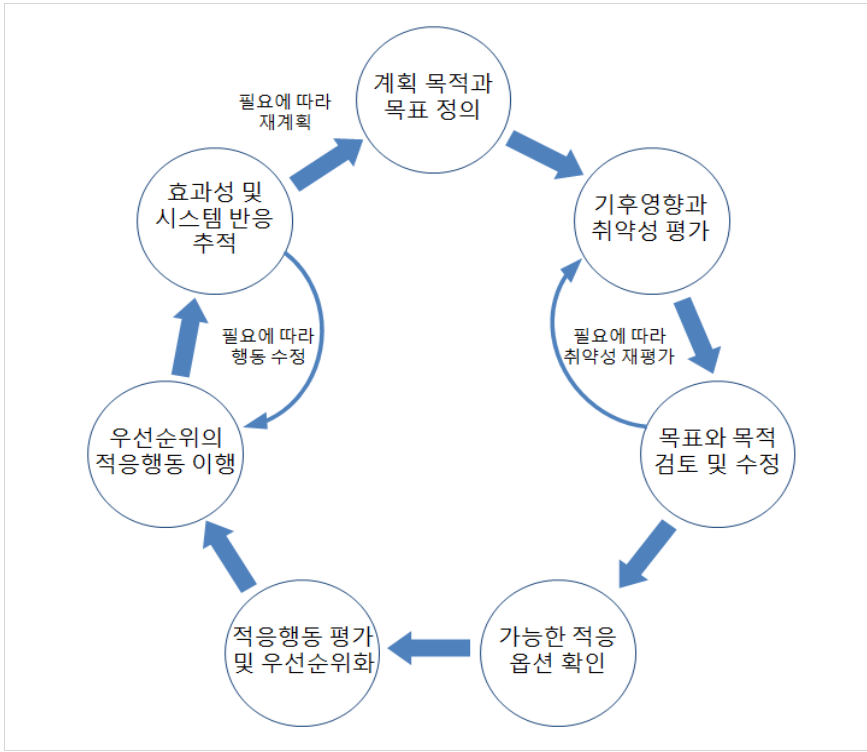 계획 목적과
목표 정의
필요에 따라
재계획
기후영향과
취약성 평가
필요에 따라
취약성 재평가
목표와 목적
검토 및 수정
가능한 적응
옵션 확인
적응행동 평가
및 우선순위화
우선순위의
적응행동 이행
필요에 따라
행동 수정
효과성 및
시스템 반응
추적